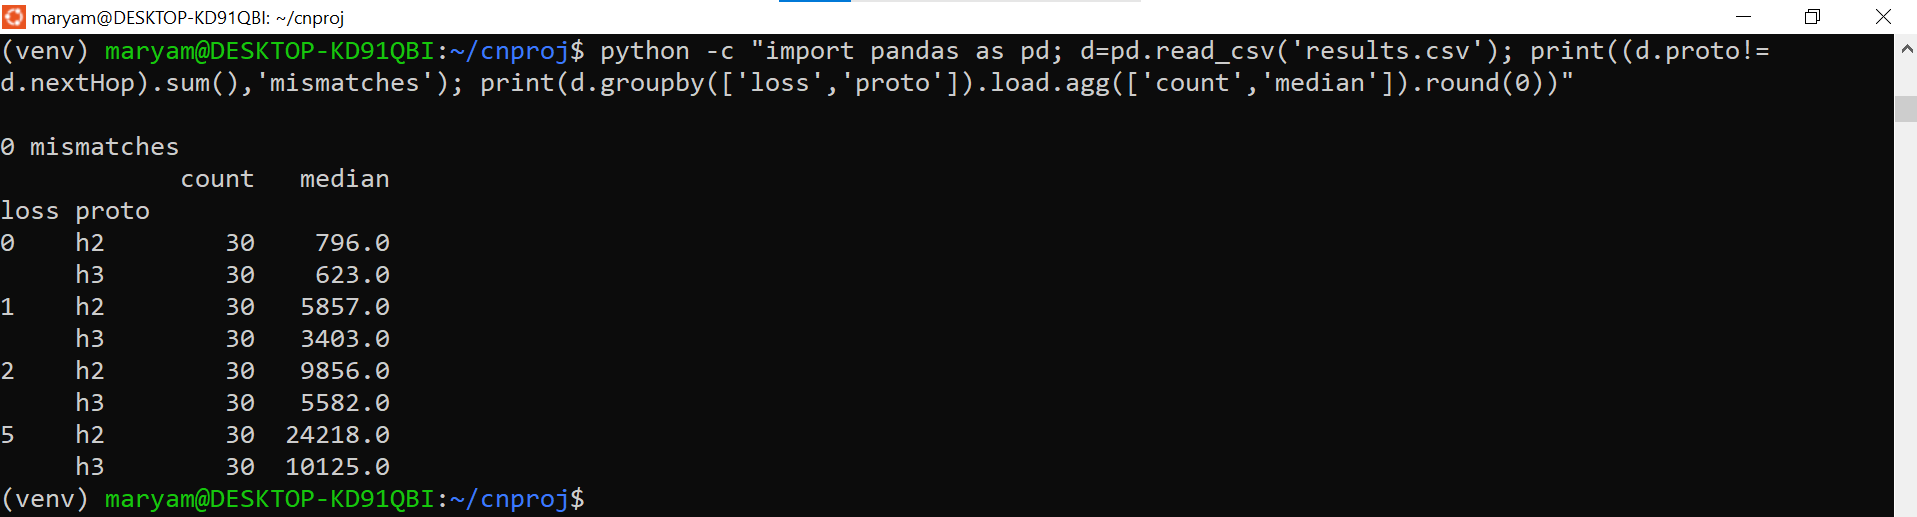 maryam@DESKTOP-KD91QBI: ~/cnproj
(venv) maryam@DESKTOP-KD91QBI:~/cnproj$ python -c "import pandas as pd; d=pd.read_csv('results.csv'); print((d.proto!=
d.nextHop).sum(),'mismatches'); print(d.groupby(['loss','proto']).load.agg(['count','median']).round(0))"
0 mismatches
            count   median
loss proto
0    h2        30    796.0
     h3        30    623.0
1    h2        30   5857.0
     h3        30   3403.0
2    h2        30   9856.0
     h3        30   5582.0
5    h2        30  24218.0
     h3        30  10125.0
(venv) maryam@DESKTOP-KD91QBI:~/cnproj$